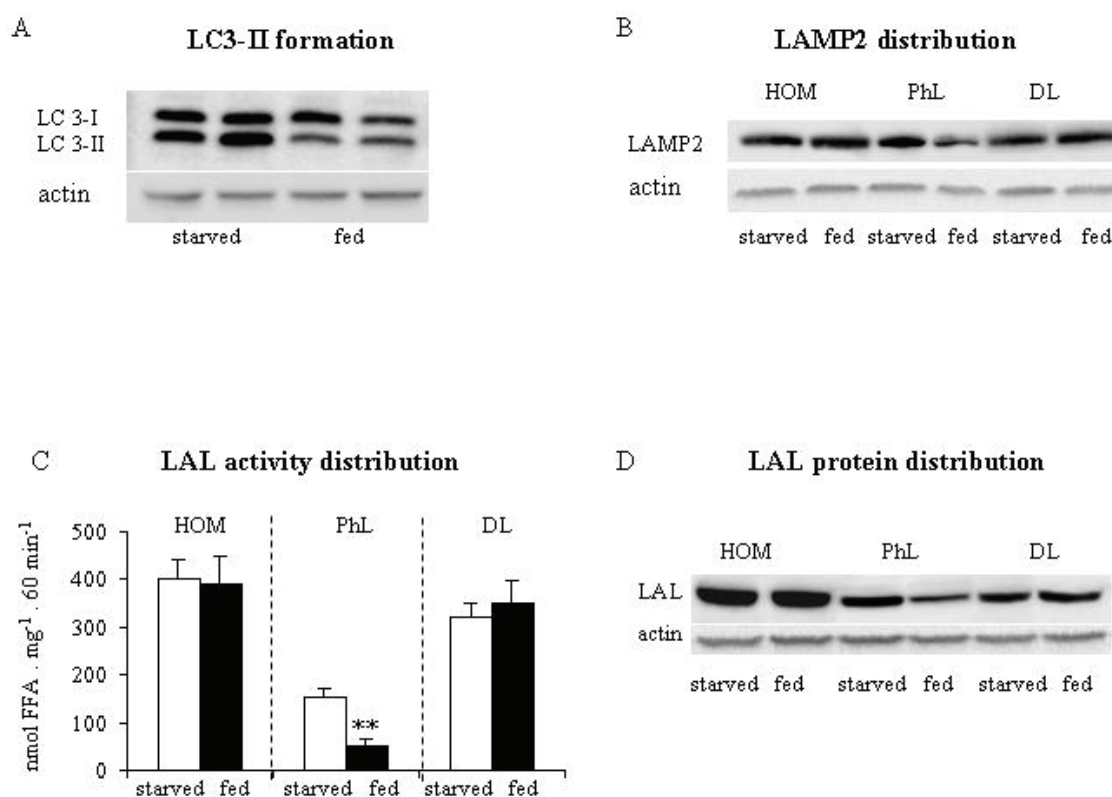 A
LC3-II formation
LC 3-I
LC 3-II
actin
starved fed
B
LAMP2 distribution
HOM PhL DL
LAMP2
actin
starved fed starved fed starved fed
C
LAL activity distribution
HOM PhL DL
nmol FFA . mg⁻¹ . 60 min⁻¹
500
400
300
200
100
0
**
starved fed starved fed starved fed
D
LAL protein distribution
HOM PhL DL
LAL
actin
starved fed starved fed starved fed